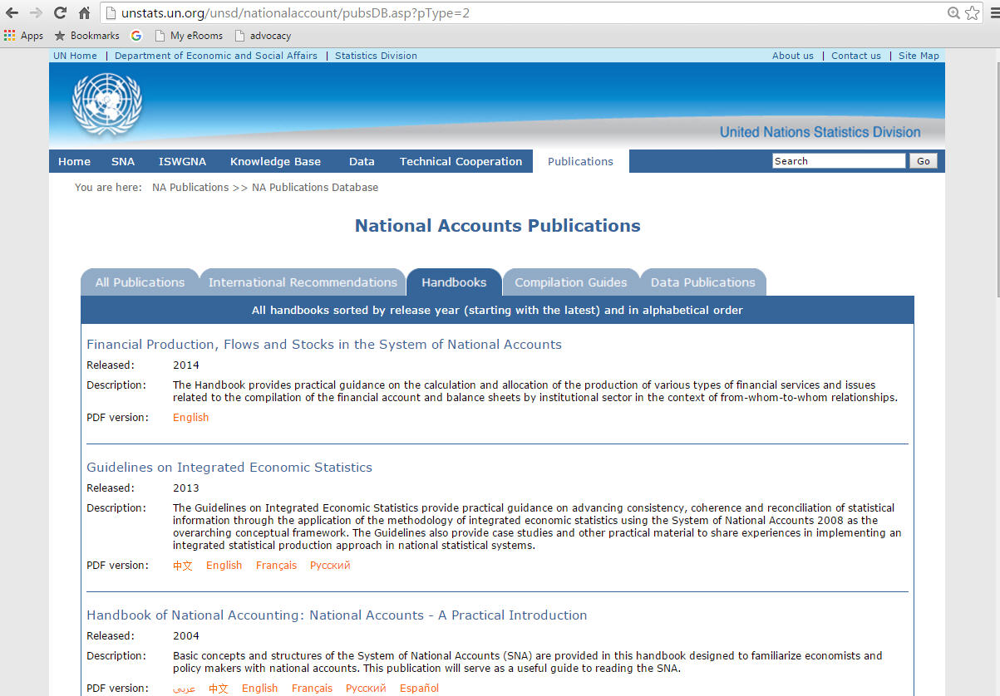 unstats.un.org/unsd/nationalaccount/pubsDB.asp?pType=2
Apps Bookmarks My eRooms advocacy
UN Home | Department of Economic and Social Affairs | Statistics Division About us | Contact us | Site Map
United Nations Statistics Division
Home SNA ISWGNA Knowledge Base Data Technical Cooperation Publications Search Go
You are here: NA Publications >> NA Publications Database
National Accounts Publications
All Publications International Recommendations Handbooks Compilation Guides Data Publications
All handbooks sorted by release year (starting with the latest) and in alphabetical order
Financial Production, Flows and Stocks in the System of National Accounts
Released: 2014
Description: The Handbook provides practical guidance on the calculation and allocation of the production of various types of financial services and issues
related to the compilation of the financial account and balance sheets by institutional sector in the context of from-whom-to-whom relationships.
PDF version: English
Guidelines on Integrated Economic Statistics
Released: 2013
Description: The Guidelines on Integrated Economic Statistics provide practical guidance on advancing consistency, coherence and reconciliation of statistical
information through the application of the methodology of integrated economic statistics using the System of National Accounts 2008 as the
overarching conceptual framework. The Guidelines also provide case studies and other practical material to share experiences in implementing an
integrated statistical production approach in national statistical systems.
PDF version: 中文 English Français Русский
Handbook of National Accounting: National Accounts - A Practical Introduction
Released: 2004
Description: Basic concepts and structures of the System of National Accounts (SNA) are provided in this handbook designed to familiarize economists and
policy makers with national accounts. This publication will serve as a useful guide to reading the SNA.
PDF version: عربي 中文 English Français Русский Español